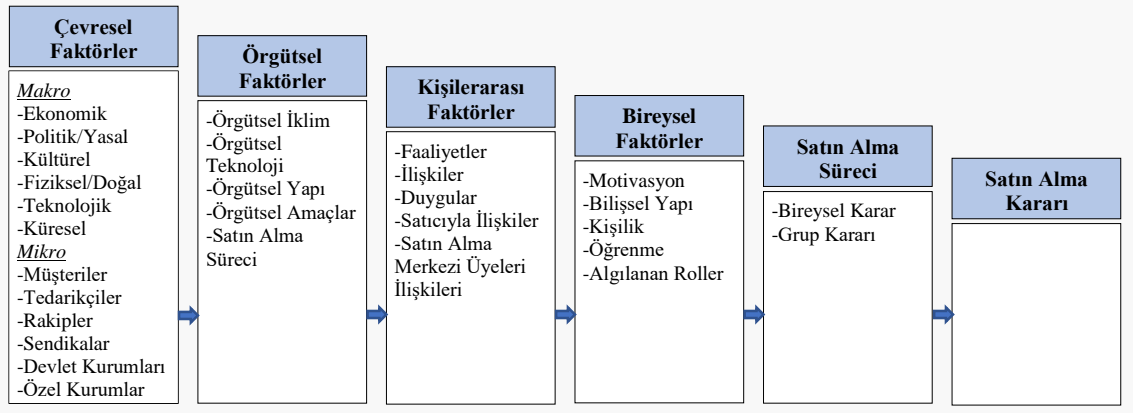 Çevresel
Faktörler
Makro
-Ekonomik
-Politik/Yasal
-Kültürel
-Fiziksel/Doğal
-Teknolojik
-Küresel
Mikro
-Müşteriler
-Tedarikçiler
-Rakipler
-Sendikalar
-Devlet Kurumları
-Özel Kurumlar
Örgütsel
Faktörler
-Örgütsel İklim
-Örgütsel
Teknoloji
-Örgütsel Yapı
-Örgütsel Amaçlar
-Satın Alma
Süreci
Kişilerarası
Faktörler
-Faaliyetler
-İlişkiler
-Duygular
-Satıcıyla İlişkiler
-Satın Alma
Merkezi Üyeleri
İlişkileri
Bireysel
Faktörler
-Motivasyon
-Bilişsel Yapı
-Kişilik
-Öğrenme
-Algılanan Roller
Satın Alma
Süreci
-Bireysel Karar
-Grup Kararı
Satın Alma
Kararı